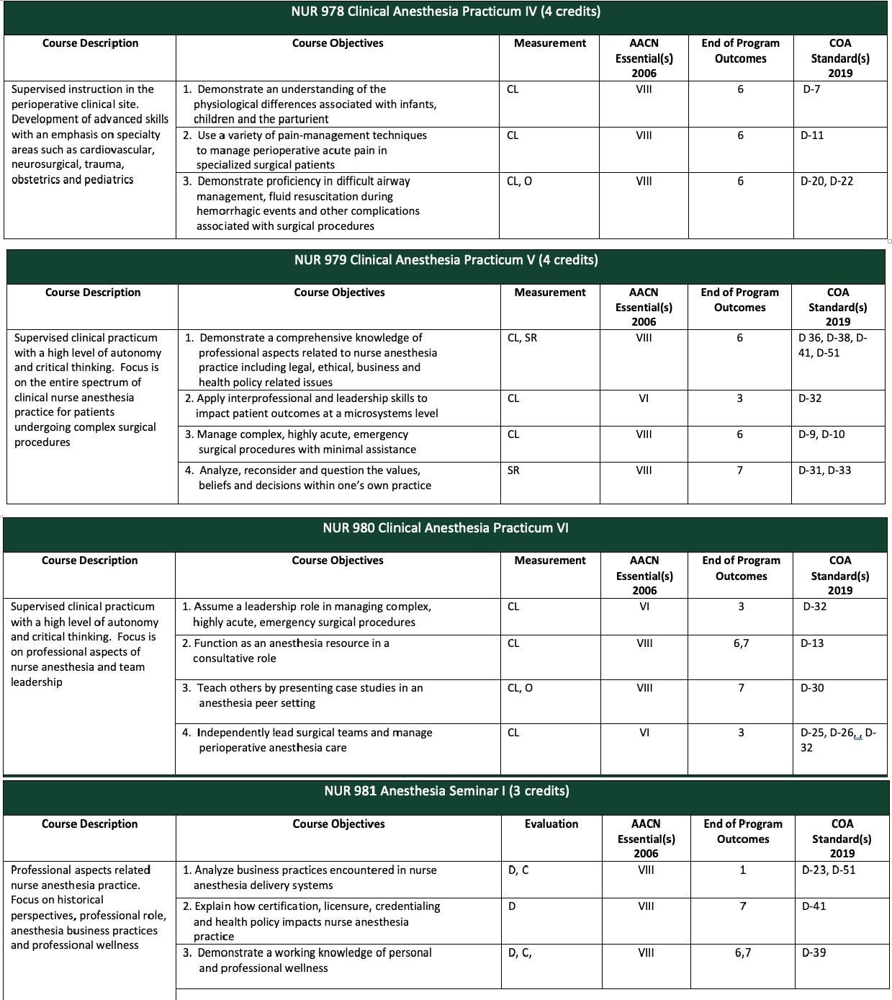 NUR 978 Clinical Anesthesia Practicum IV (4 credits)
Course Description
Course Objectives
Measurement
AACN
Essential(s)
2006
End of Program
Outcomes
COA
Standard(s)
2019
Supervised instruction in the
perioperative clinical site.
Development of advanced skills
with an emphasis on specialty
areas such as cardiovascular,
neurosurgical, trauma,
obstetrics and pediatrics
1. Demonstrate an understanding of the
physiological differences associated with infants,
children and the parturient
CL
VIII
6
D-7
2. Use a variety of pain-management techniques
to manage perioperative acute pain in
specialized surgical patients
CL
VIII
6
D-11
3. Demonstrate proficiency in difficult airway
management, fluid resuscitation during
hemorrhagic events and other complications
associated with surgical procedures
CL, O
VIII
6
D-20, D-22
NUR 979 Clinical Anesthesia Practicum V (4 credits)
Course Description
Course Objectives
Measurement
AACN
Essential(s)
2006
End of Program
Outcomes
COA
Standard(s)
2019
Supervised clinical practicum
with a high level of autonomy
and critical thinking. Focus is
on the entire spectrum of
clinical nurse anesthesia
practice for patients
undergoing complex surgical
procedures
1. Demonstrate a comprehensive knowledge of
professional aspects related to nurse anesthesia
practice including legal, ethical, business and
health policy related issues
CL, SR
VIII
6
D 36, D-38, D-
41, D-51
2. Apply interprofessional and leadership skills to
impact patient outcomes at a microsystems level
CL
VI
3
D-32
3. Manage complex, highly acute, emergency
surgical procedures with minimal assistance
CL
VIII
6
D-9, D-10
4. Analyze, reconsider and question the values,
beliefs and decisions within one’s own practice
SR
VIII
7
D-31, D-33
NUR 980 Clinical Anesthesia Practicum VI
Course Description
Course Objectives
Measurement
AACN
Essential(s)
2006
End of Program
Outcomes
COA
Standard(s)
2019
Supervised clinical practicum
with a high level of autonomy
and critical thinking. Focus is
on professional aspects of
nurse anesthesia and team
leadership
1. Assume a leadership role in managing complex,
highly acute, emergency surgical procedures
CL
VI
3
D-32
2. Function as an anesthesia resource in a
consultative role
CL
VIII
6,7
D-13
3. Teach others by presenting case studies in an
anesthesia peer setting
CL, O
VIII
7
D-30
4. Independently lead surgical teams and manage
perioperative anesthesia care
CL
VI
3
D-25, D-26, , D-
32
NUR 981 Anesthesia Seminar I (3 credits)
Course Description
Course Objectives
Evaluation
AACN
Essential(s)
2006
End of Program
Outcomes
COA
Standard(s)
2019
Professional aspects related
nurse anesthesia practice.
Focus on historical
perspectives, professional role,
anesthesia business practices
and professional wellness
1. Analyze business practices encountered in nurse
anesthesia delivery systems
D, C
VIII
1
D-23, D-51
2. Explain how certification, licensure, credentialing
and health policy impacts nurse anesthesia
practice
D
VIII
7
D-41
3. Demonstrate a working knowledge of personal
and professional wellness
D, C,
VIII
6,7
D-39